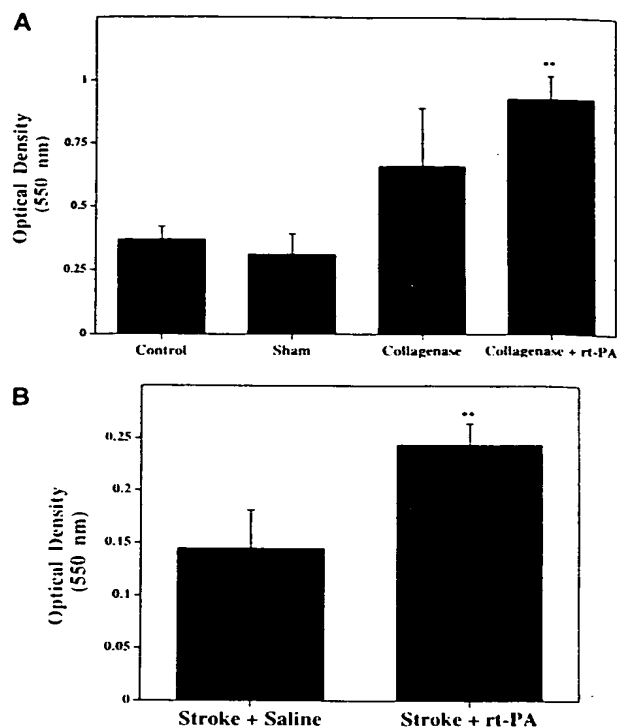 A
Optical Density
(550 nm)
1
0.75
0.5
0.25
0
**
Control Sham Collagenase Collagenase + rt-PA
B
Optical Density
(550 nm)
0.25
0.2
0.15
0.1
0.05
0
**
Stroke + Saline Stroke + rt-PA